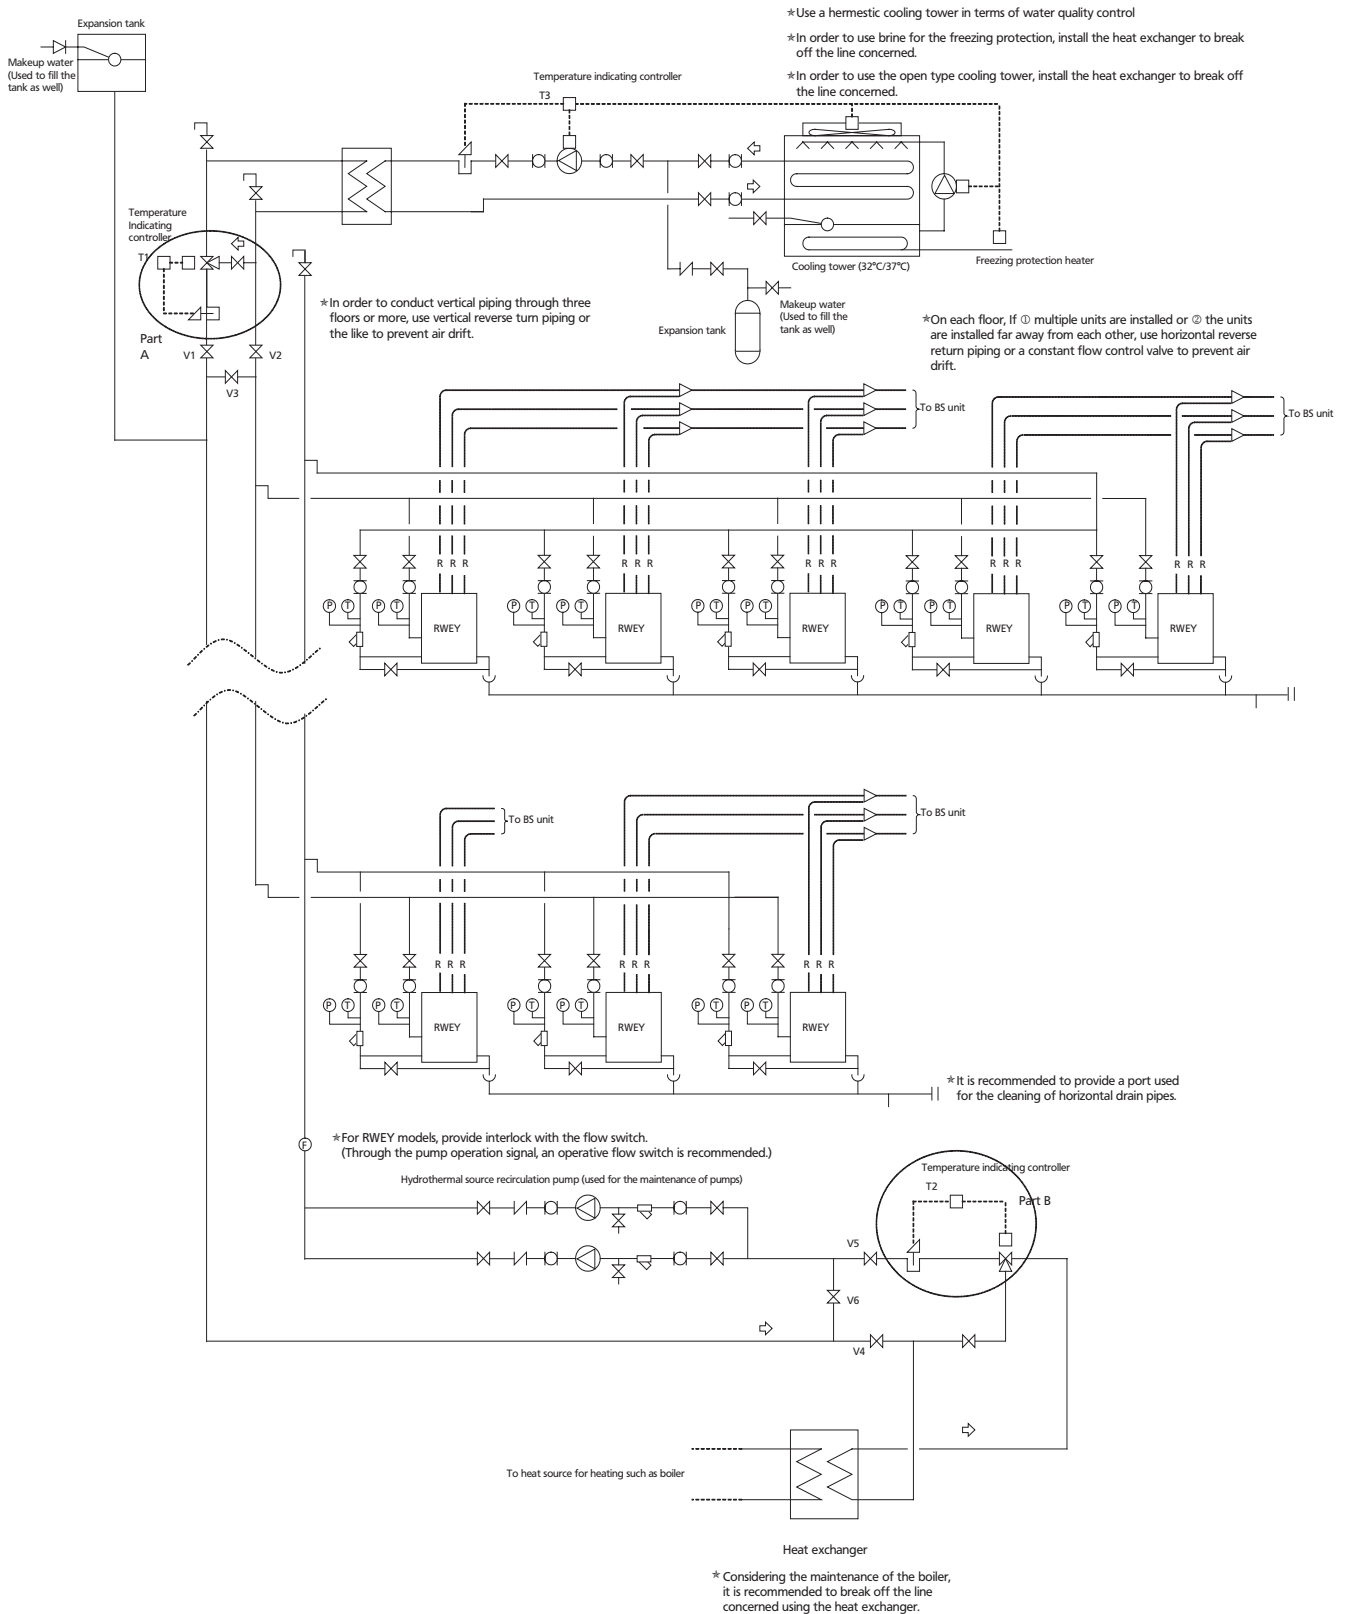 Expansion tank
Makeup water
(Used to fill the
tank as well)
✯Use a hermestic cooling tower in terms of water quality control
✯In order to use brine for the freezing protection, install the heat exchanger to break
off the line concerned.
✯In order to use the open type cooling tower, install the heat exchanger to break off
the line concerned.
Temperature indicating controller
T3
Temperature
Indicating
controller
T1
Part
A
V1
V2
V3
Cooling tower (32°C/37°C)
Freezing protection heater
Makeup water
(Used to fill the
tank as well)
Expansion tank
✯In order to conduct vertical piping through three
floors or more, use vertical reverse turn piping or
the like to prevent air drift.
✯On each floor, If ① multiple units are installed or ② the units
are installed far away from each other, use horizontal reverse
return piping or a constant flow control valve to prevent air
drift.
To BS unit
To BS unit
R R R
R R R
R R R
R R R
R R R
P T P T
P T P T
P T P T
P T P T
P T P T
RWEY
RWEY
RWEY
RWEY
RWEY
To BS unit
To BS unit
R R R
R R R
R R R
P T P T
P T P T
P T P T
RWEY
RWEY
RWEY
✯It is recommended to provide a port used
for the cleaning of horizontal drain pipes.
F
✯For RWEY models, provide interlock with the flow switch.
(Through the pump operation signal, an operative flow switch is recommended.)
Hydrothermal source recirculation pump (used for the maintenance of pumps)
Temperature indicating controller
T2
Part B
V5
V6
V4
To heat source for heating such as boiler
Heat exchanger
✯ Considering the maintenance of the boiler,
it is recommended to break off the line
concerned using the heat exchanger.